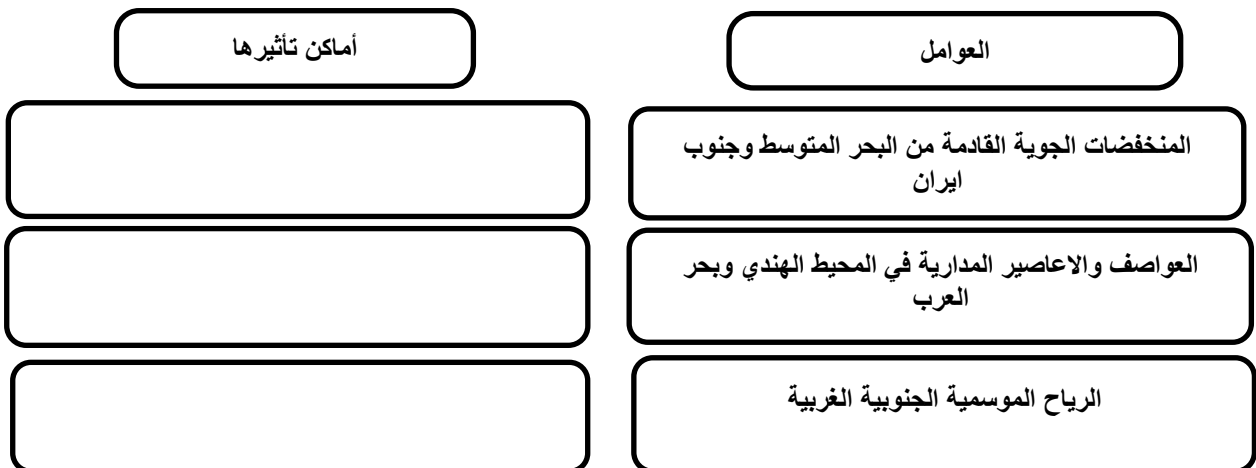 العوامل
أماكن تأثيرها
المنخفضات الجوية القادمة من البحر المتوسط وجنوب
ايران
العواصف والاعاصير المدارية في المحيط الهندي وبحر
العرب
الرياح الموسمية الجنوبية الغربية